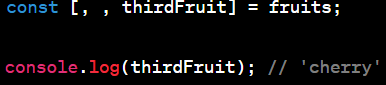 const [, , thirdFruit] = fruits;
console.log(thirdFruit); // 'cherry'